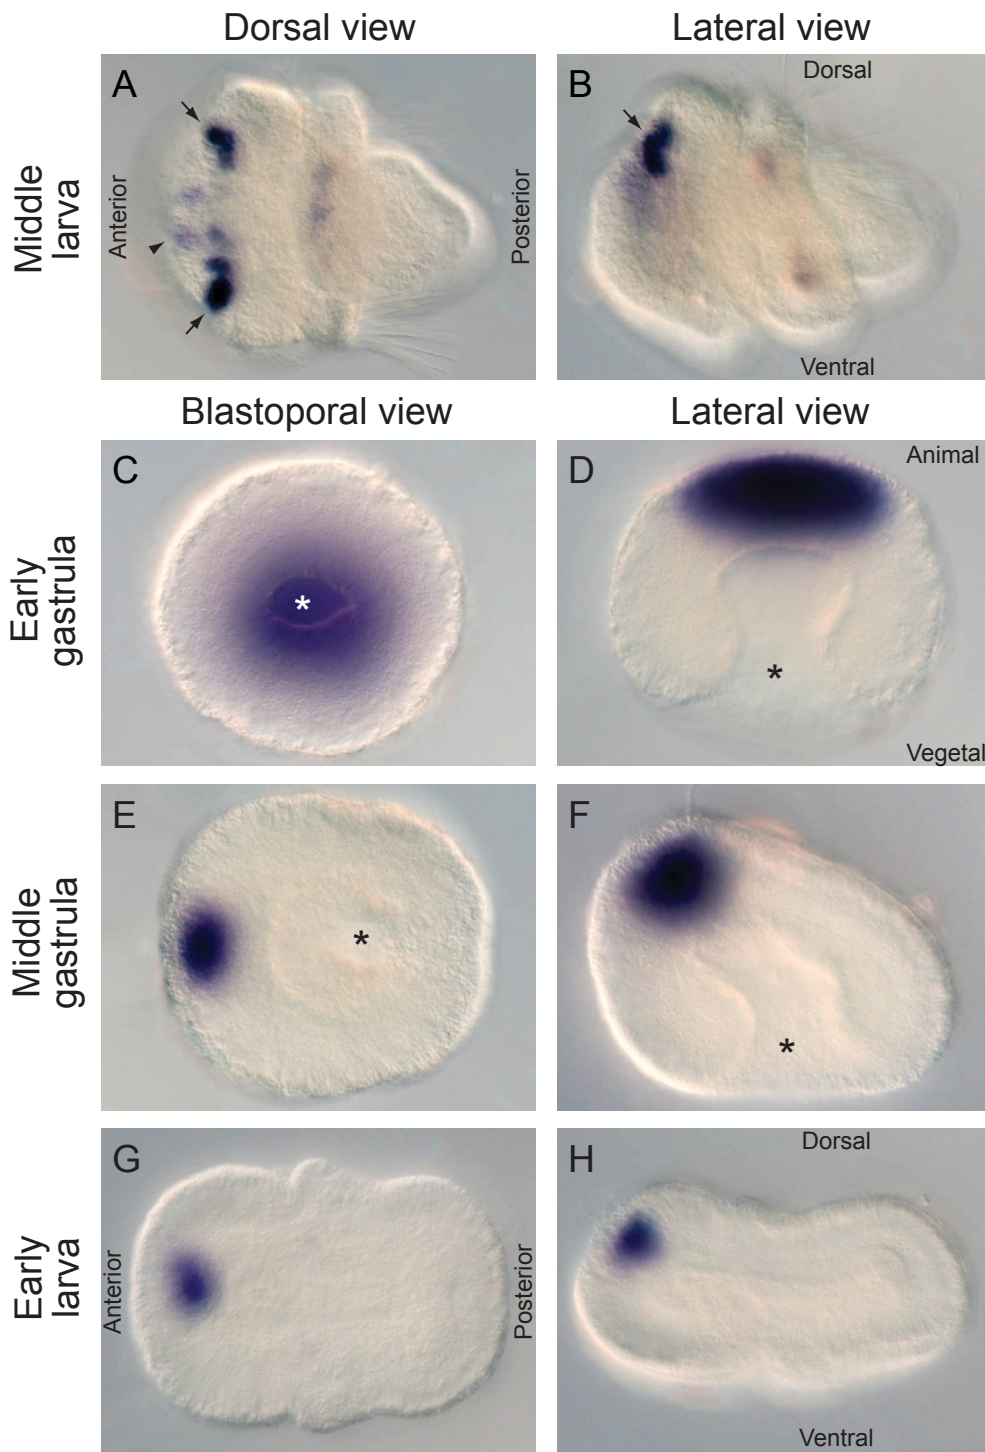 Dorsal view
Lateral view
Middle
larva
A
Anterior
Posterior
B
Dorsal
Ventral
Blastoporal view
Lateral view
Early
gastrula
C
*
D
Animal
*
Vegetal
Middle
gastrula
E
*
F
*
Early
larva
G
Anterior
Posterior
H
Dorsal
Ventral